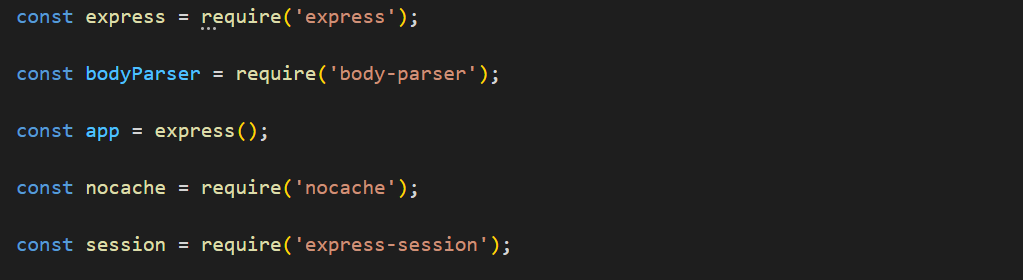 const express = require('express');
const bodyParser = require('body-parser');
const app = express();
const nocache = require('nocache');
const session = require('express-session');